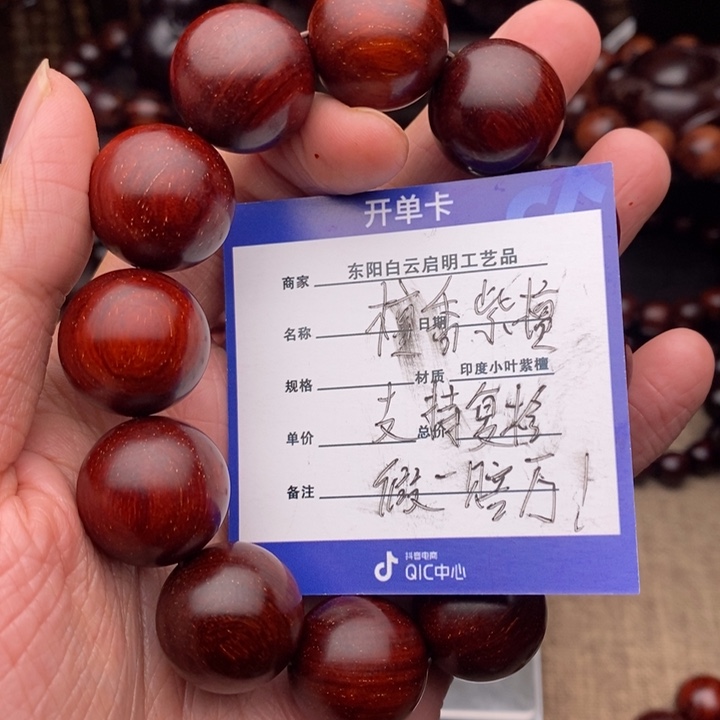 开单卡
商家 东阳白云启明工艺品
名称 日期
檀香紫檀
规格 材质 印度小叶紫檀
支持复检
单价 总价
假一赔万!
备注
抖音电商
QIC中心